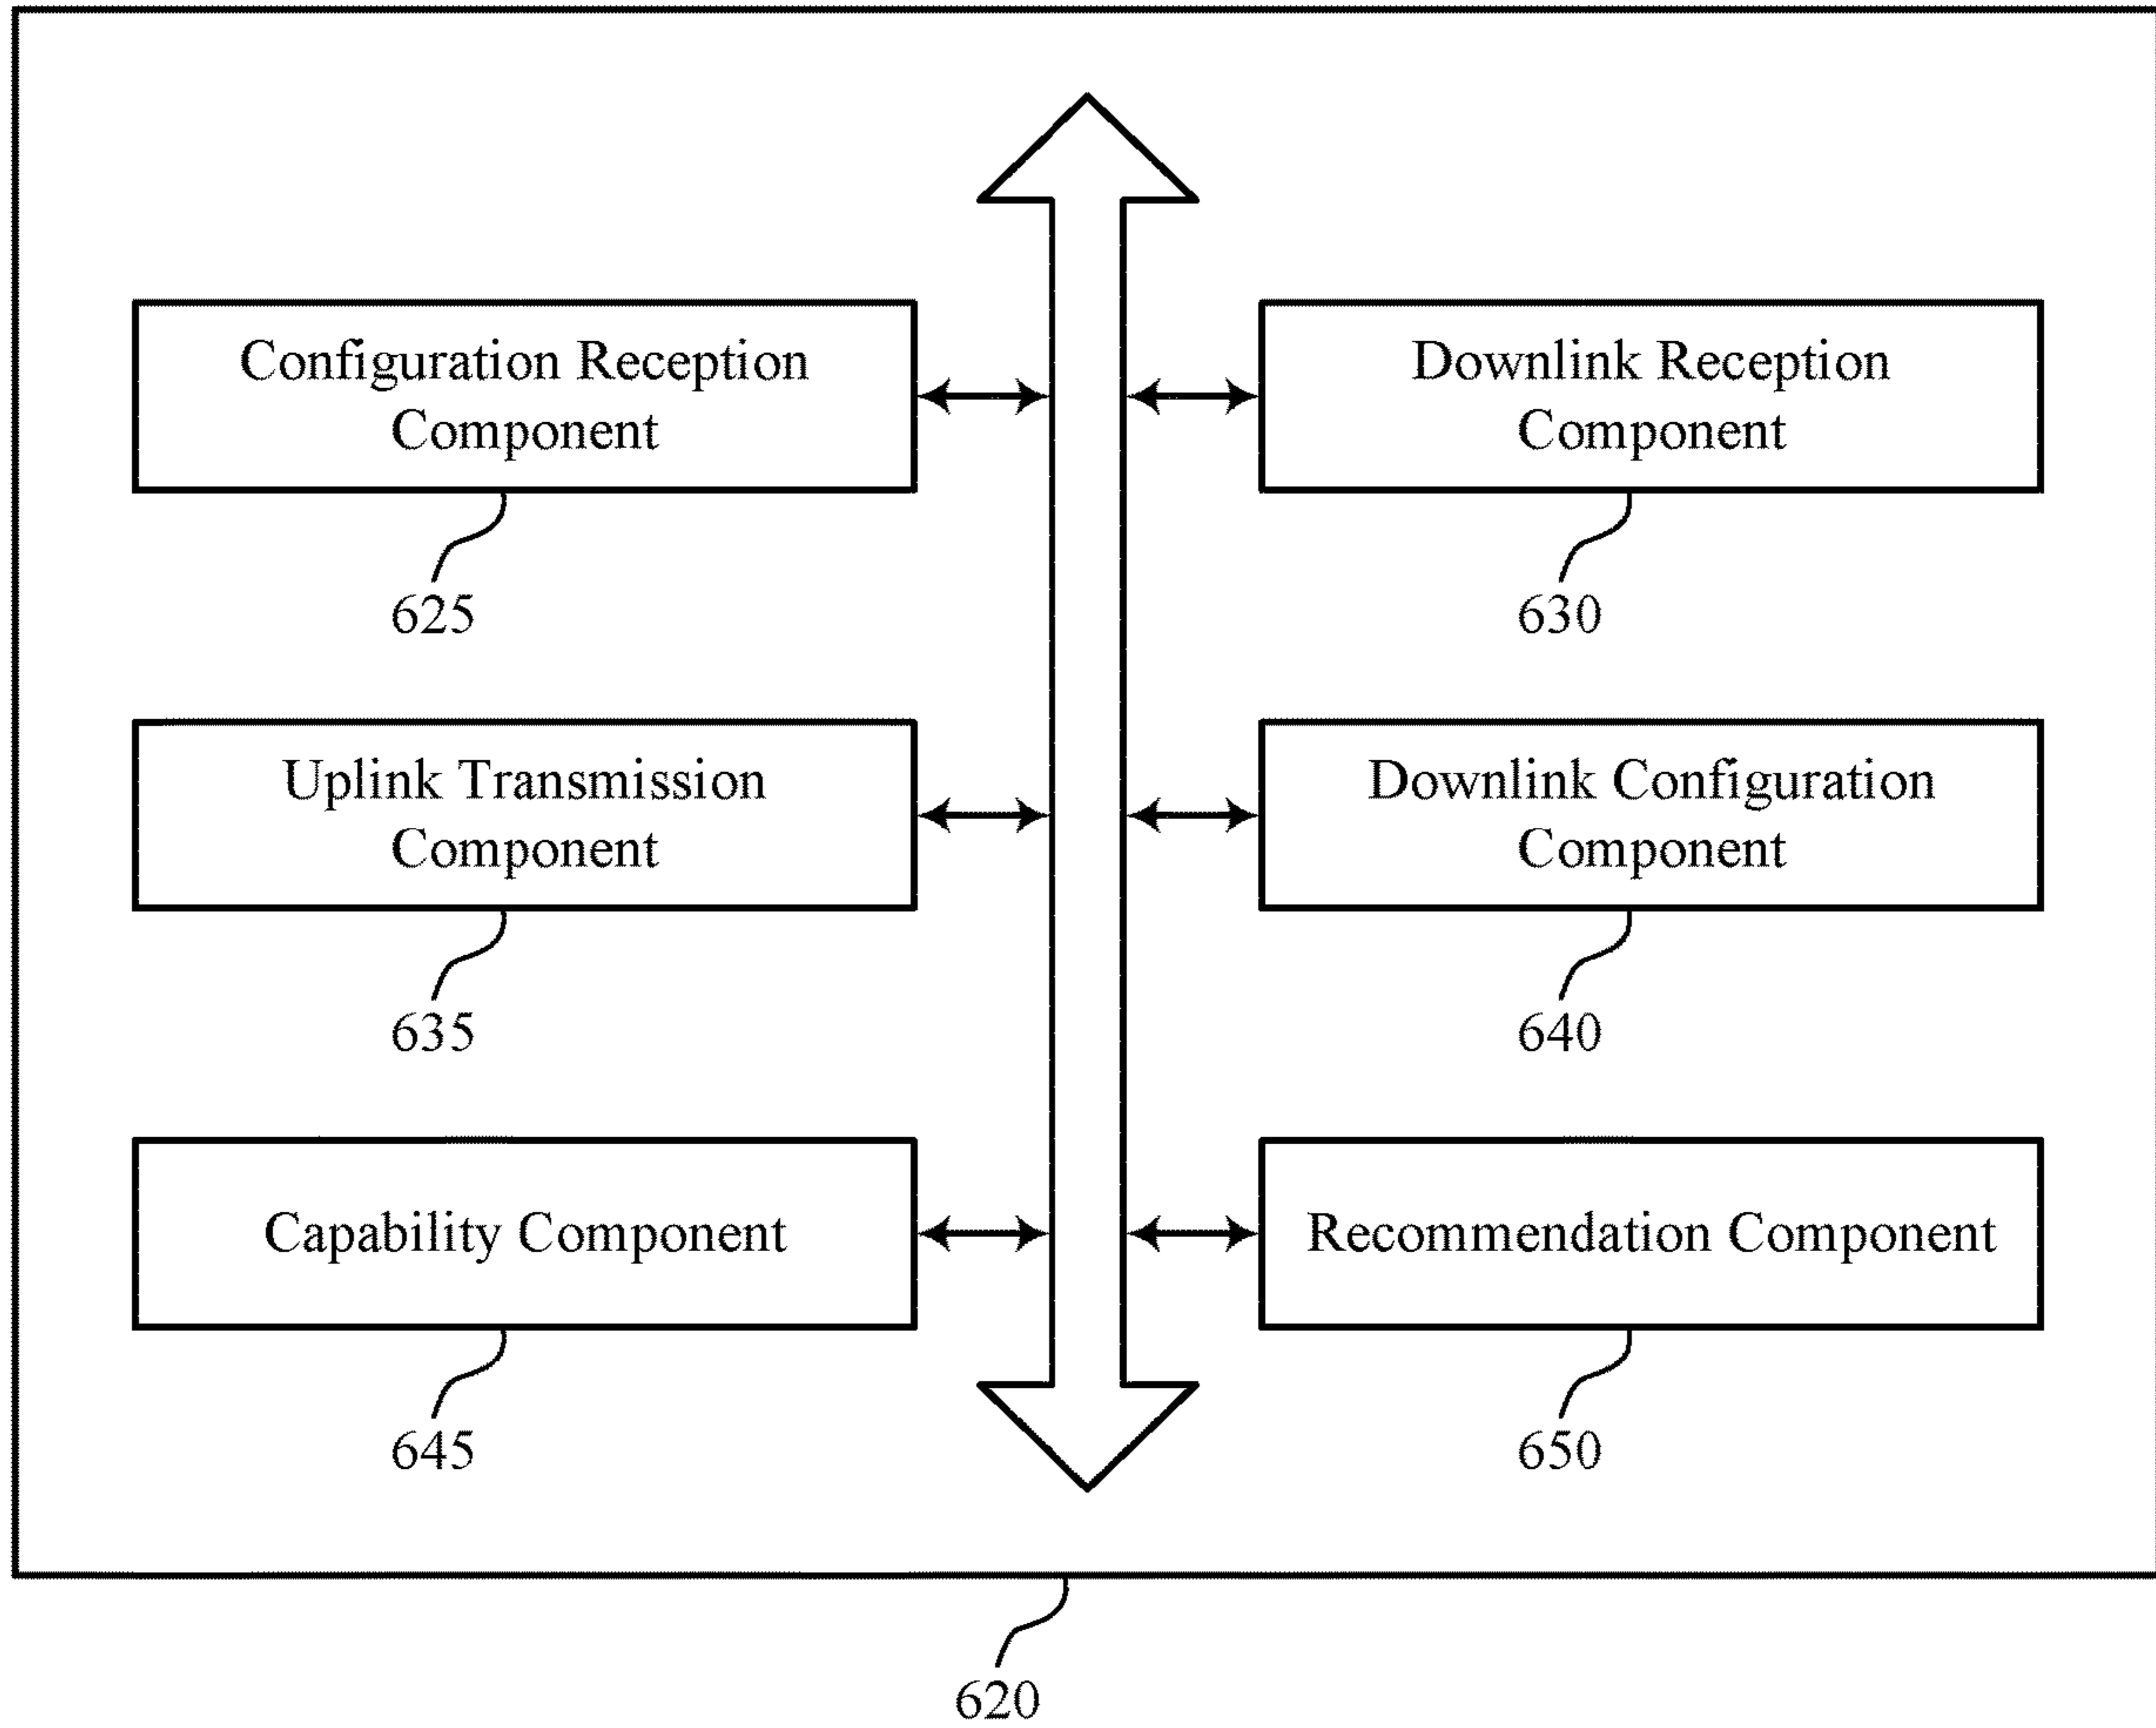 Configuration Reception
Component
625
Downlink Reception
Component
630
Uplink Transmission
Component
635
Downlink Configuration
Component
640
Capability Component
645
Recommendation Component
650
620